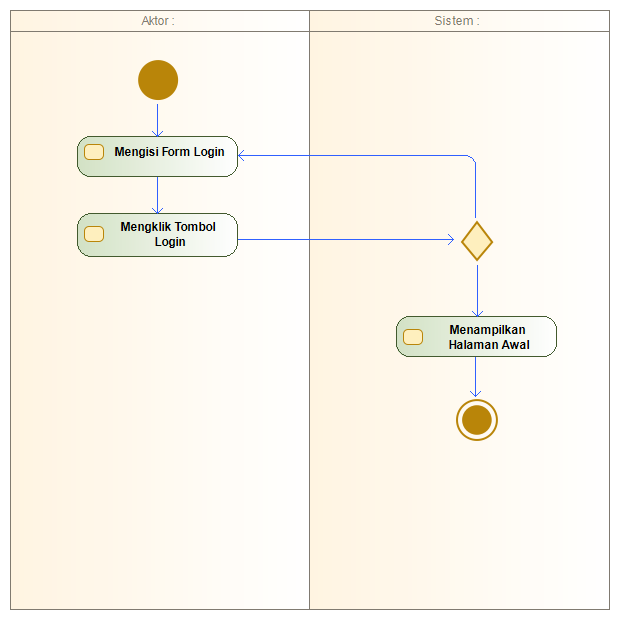 Aktor :
Sistem :
Mengisi Form Login
Mengklik Tombol
Login
Menampilkan
Halaman Awal